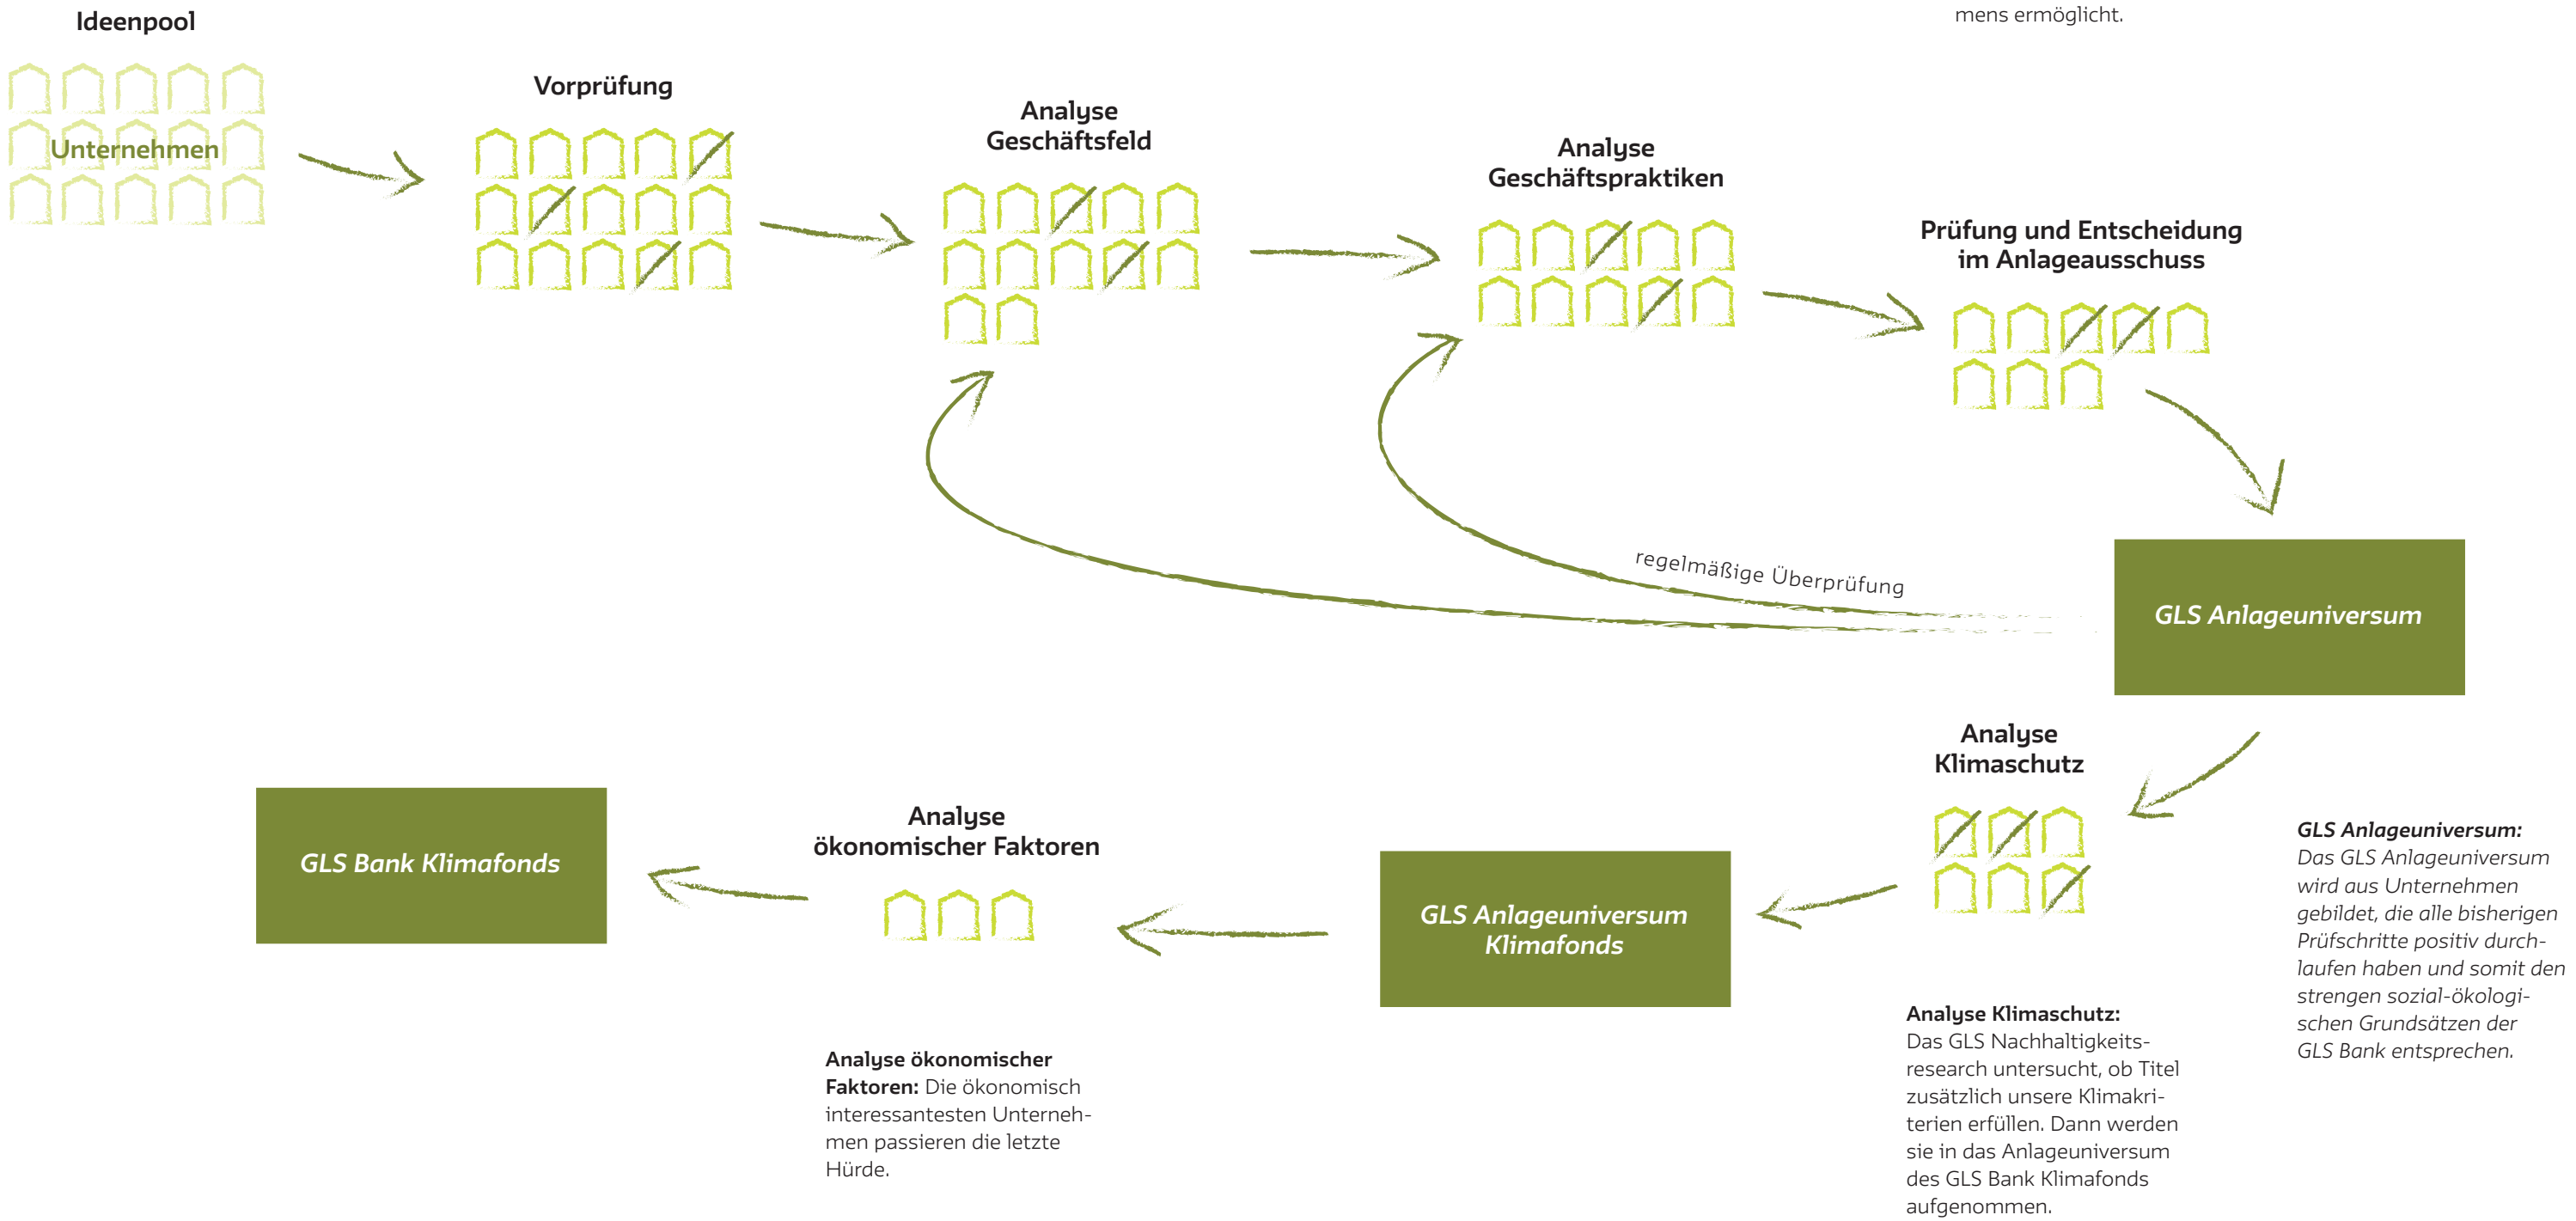 mens ermöglicht.
Ideenpool
Unternehmen
Vorprüfung
Analyse
Geschäftsfeld
Analyse
Geschäftspraktiken
Prüfung und Entscheidung
im Anlageausschuss
regelmäßige Überprüfung
GLS Anlageuniversum
Analyse
Klimaschutz
GLS Anlageuniversum:
Das GLS Anlageuniversum
wird aus Unternehmen
gebildet, die alle bisherigen
Prüfschritte positiv durch-
laufen haben und somit den
strengen sozial-ökologi-
schen Grundsätzen der
GLS Bank entsprechen.
Analyse Klimaschutz:
Das GLS Nachhaltigkeits-
research untersucht, ob Titel
zusätzlich unsere Klimakri-
terien erfüllen. Dann werden
sie in das Anlageuniversum
des GLS Bank Klimafonds
aufgenommen.
GLS Anlageuniversum
Klimafonds
Analyse
ökonomischer Faktoren
Analyse ökonomischer
Faktoren: Die ökonomisch
interessantesten Unterneh-
men passieren die letzte
Hürde.
GLS Bank Klimafonds